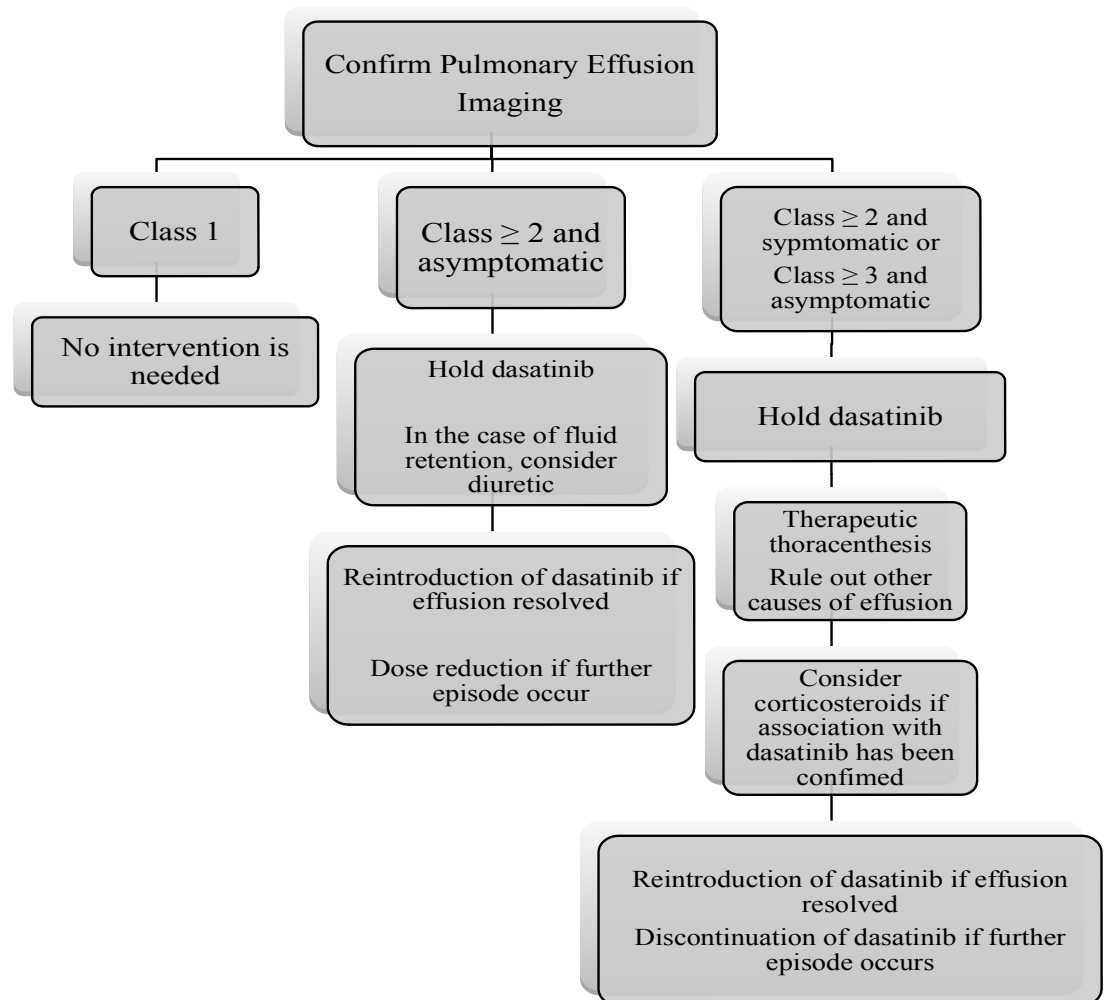 Confirm Pulmonary Effusion
Imaging
Class 1
No intervention is
needed
Class ≥ 2 and
asymptomatic
Hold dasatinib
In the case of fluid
retention, consider
diuretic
Reintroduction of dasatinib if
effusion resolved
Dose reduction if further
episode occur
Class ≥ 2 and
sypmtomatic or
Class ≥ 3 and
asymptomatic
Hold dasatinib
Therapeutic
thoracenthesis
Rule out other
causes of effusion
Consider
corticosteroids if
association with
dasatinib has been
confimed
Reintroduction of dasatinib if effusion
resolved
Discontinuation of dasatinib if further
episode occurs